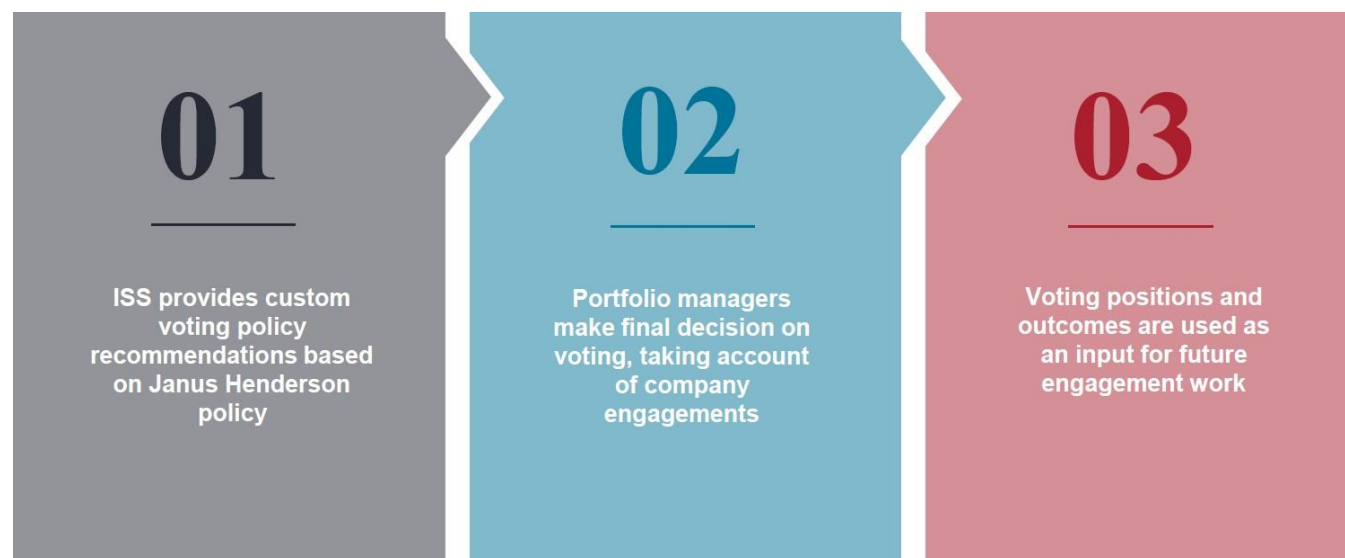 01
ISS provides custom
voting policy
recommendations based
on Janus Henderson
policy
02
Portfolio managers
make final decision on
voting, taking account
of company
engagements
03
Voting positions and
outcomes are used as
an input for future
engagement work